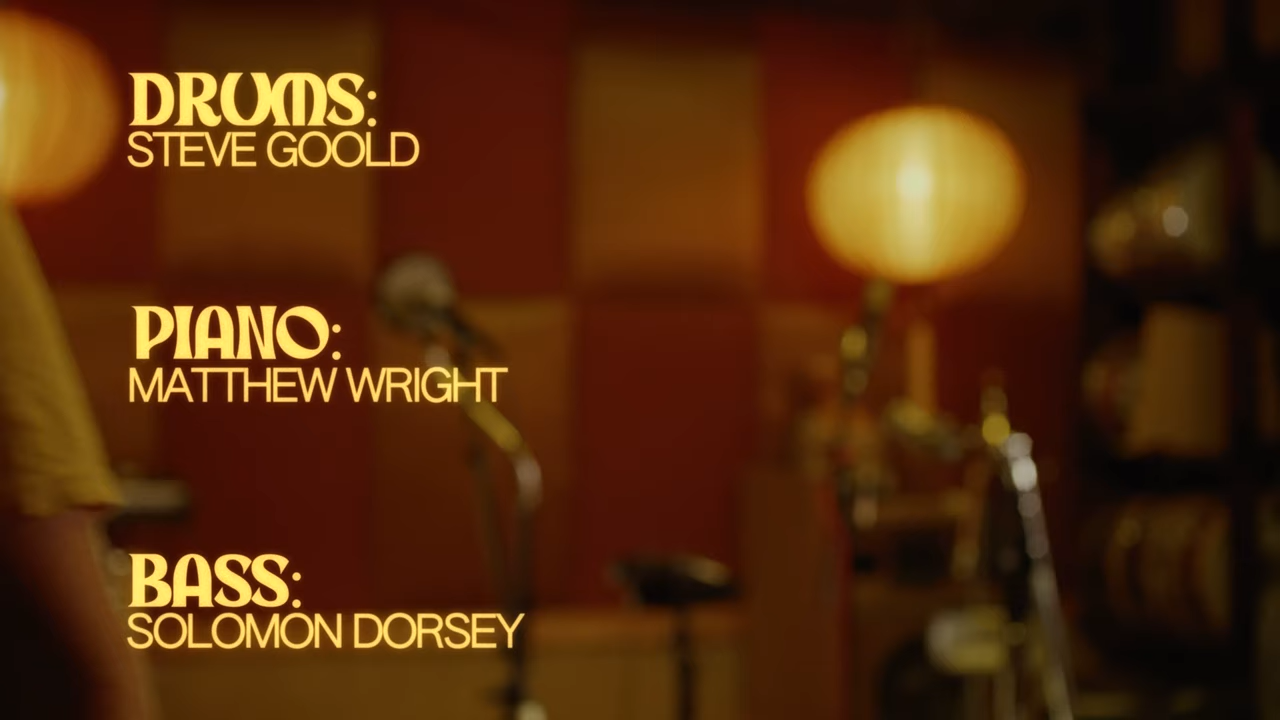 DRUMS:
STEVE GOOLD
PIANO:
MATTHEW WRIGHT
BASS:
SOLOMON DORSEY